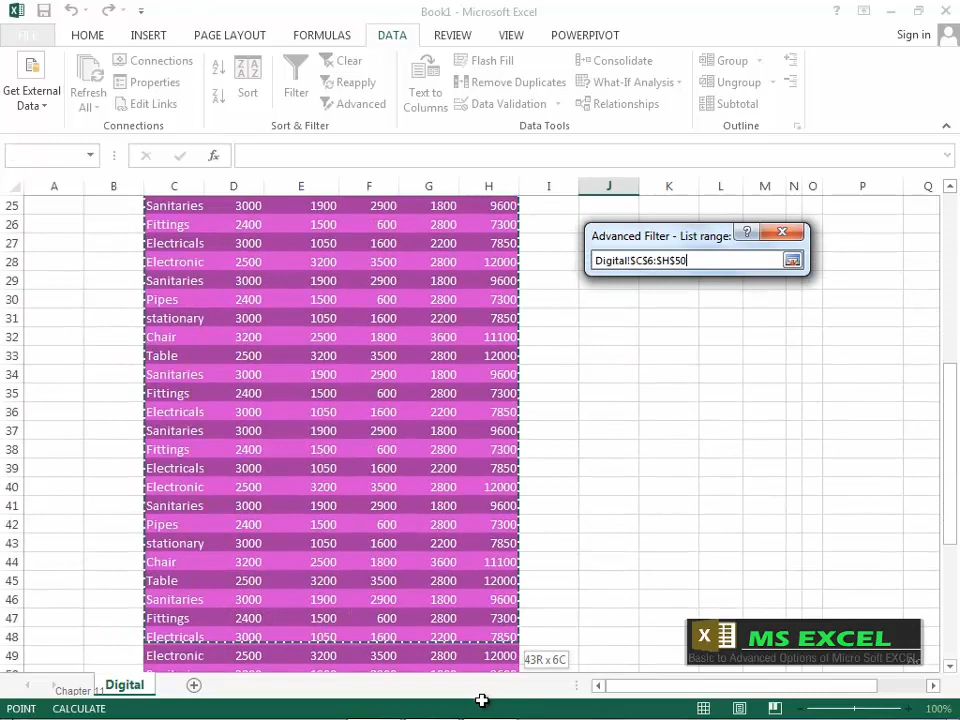 Book1 - Microsoft Excel
FILE HOME INSERT PAGE LAYOUT FORMULAS DATA REVIEW VIEW POWERPIVOT Sign in
Get External Data
Refresh All
Connections
Properties
Edit Links
Connections
Sort
Filter
Clear
Reapply
Advanced
Sort & Filter
Text to Columns
Flash Fill
Remove Duplicates
Data Validation
Consolidate
What-If Analysis
Relationships
Data Tools
Group
Ungroup
Subtotal
Outline
fx
A B C D E F G H I J K L M N O P Q
25 Sanitaries 3000 1900 2900 1800 9600
26 Fittings 2400 1500 600 2800 7300
27 Electricals 3000 1050 1600 2200 7850
28 Electronic 2500 3200 3500 2800 12000
29 Sanitaries 3000 1900 2900 1800 9600
30 Pipes 2400 1500 600 2800 7300
31 stationary 3000 1050 1600 2200 7850
32 Chair 3200 2500 1800 3600 11100
33 Table 2500 3200 3500 2800 12000
34 Sanitaries 3000 1900 2900 1800 9600
35 Fittings 2400 1500 600 2800 7300
36 Electricals 3000 1050 1600 2200 7850
37 Sanitaries 3000 1900 2900 1800 9600
38 Fittings 2400 1500 600 2800 7300
39 Electricals 3000 1050 1600 2200 7850
40 Electronic 2500 3200 3500 2800 12000
41 Sanitaries 3000 1900 2900 1800 9600
42 Pipes 2400 1500 600 2800 7300
43 stationary 3000 1050 1600 2200 7850
44 Chair 3200 2500 1800 3600 11100
45 Table 2500 3200 3500 2800 12000
46 Sanitaries 3000 1900 2900 1800 9600
47 Fittings 2400 1500 600 2800 7300
48 Electricals 3000 1050 1600 2200 7850
49 Electronic 2500 3200 3500 2800 12000
Advanced Filter - List range:
Digital!$C$6:$H$50
43R x 6C
MS EXCEL
Basic to Advanced Options of Micro Soft EXCEL
Chapter 11
Digital
POINT CALCULATE 100%